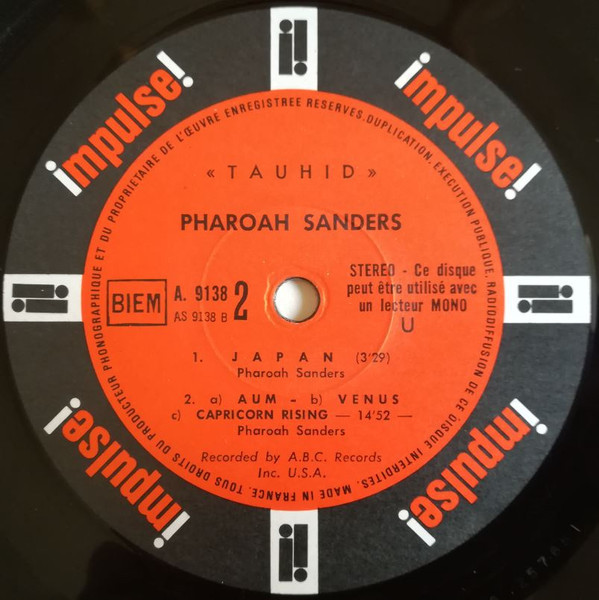 impulse!
impulse!
TOUS DROITS DU PRODUCTEUR PHONOGRAPHIQUE ET DU PROPRIETAIRE DE L'ŒUVRE ENREGISTREE RESERVES. DUPLICATION, EXECUTION PUBLIQUE, RADIODIFFUSION DE CE DISQUE INTERDITES. MADE IN FRANCE.
« TAUHID »
PHAROAH SANDERS
BIEM
A. 9138 2
AS 9138 B
STEREO - Ce disque
peut être utilisé avec
un lecteur MONO
U
1. JAPAN (3'29)
Pharoah Sanders
2. a) AUM - b) VENUS
c) CAPRICORN RISING — 14'52 —
Pharoah Sanders
Recorded by A.B.C. Records
Inc. U.S.A.
impulse!
impulse!